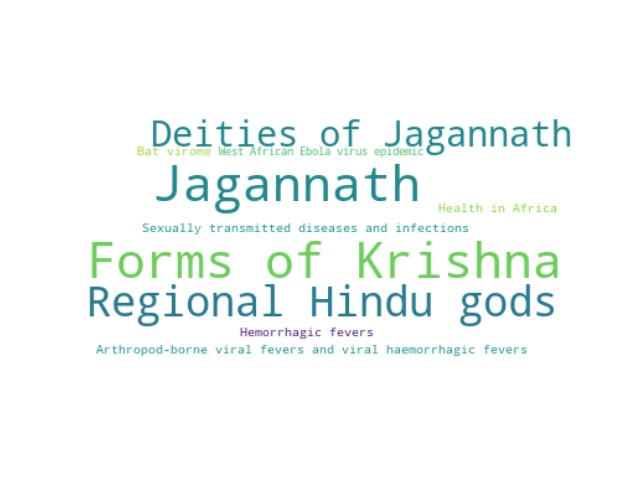 Deities of Jagannath
Bat virome West African Ebola virus epidemic
Jagannath
Health in Africa
Sexually transmitted diseases and infections
Forms of Krishna
Regional Hindu gods
Hemorrhagic fevers
Arthropod-borne viral fevers and viral haemorrhagic fevers